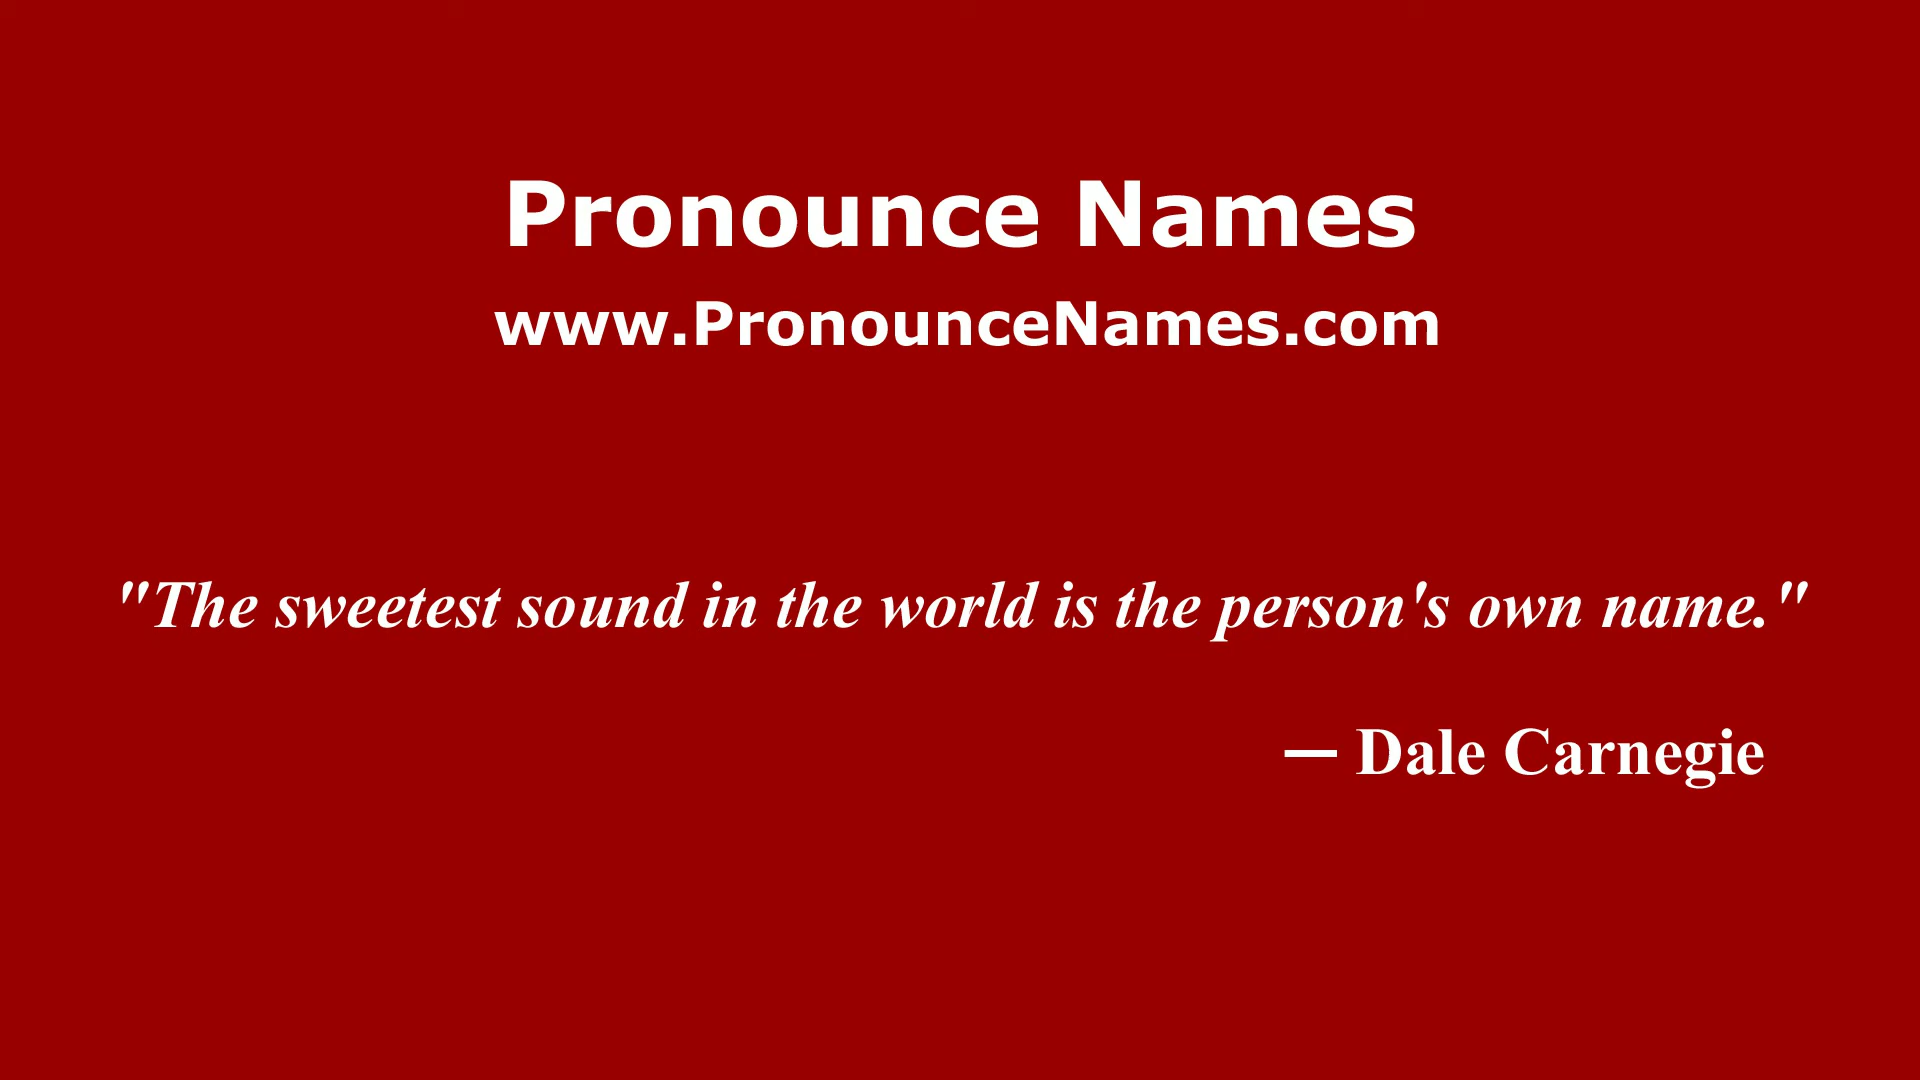 Pronounce Names
www.PronounceNames.com
"The sweetest sound in the world is the person's own name."
— Dale Carnegie